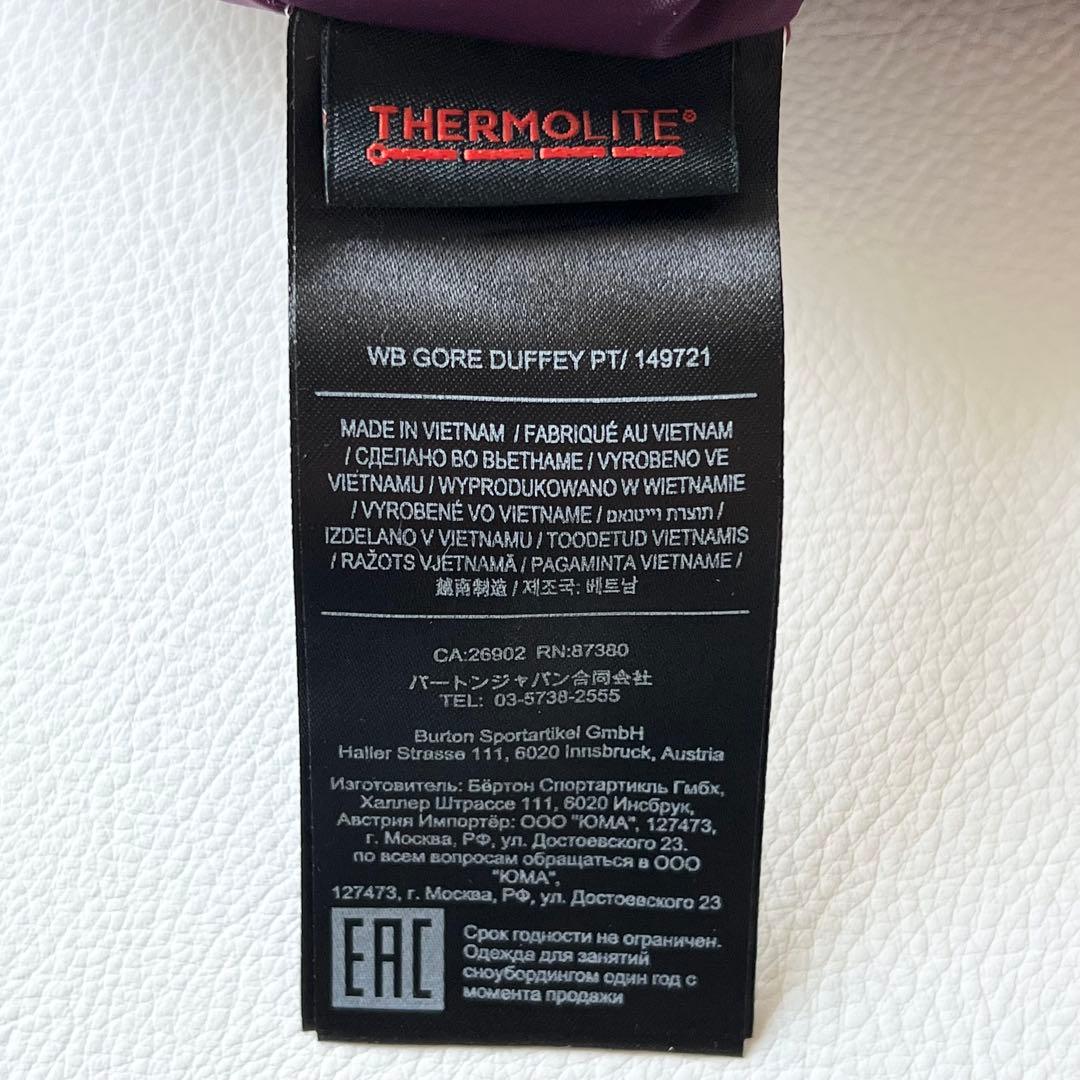 THERMOLITE®
WB GORE DUFFEY PT/ 149721
MADE IN VIETNAM / FABRIQUÉ AU VIETNAM
/ СДЕЛАНО ВО ВЬЕТНАМЕ / VYROBENO VE
VIETNAMU / WYPRODUKOWANO W WIETNAMIE
/ VYROBENÉ VO VIETNAME / תוצרת וייטנאם /
IZDELANO V VIETNAMU / TOODETUD VIETNAMIS
/ RAŽOTS VJETNAMĀ / PAGAMINTA VIETNAME /
越南制造 / 제조국: 베트남
CA:26902 RN:87380
バートンジャパン合同会社
TEL: 03-5738-2555
Burton Sportartikel GmbH
Haller Strasse 111, 6020 Innsbruck, Austria
Изготовитель: Бёртон Спортартикль Гмбх,
Халлер Штрассе 111, 6020 Инсбрук,
Австрия Импортёр: ООО "ЮМА", 127473,
г. Москва, РФ, ул. Достоевского 23.
по всем вопросам обращаться в ООО
"ЮМА",
127473, г. Москва, РФ, ул. Достоевского 23
EAC
Срок годности не ограничен.
Одежда для занятий
сноубордингом один год с
момента продажи